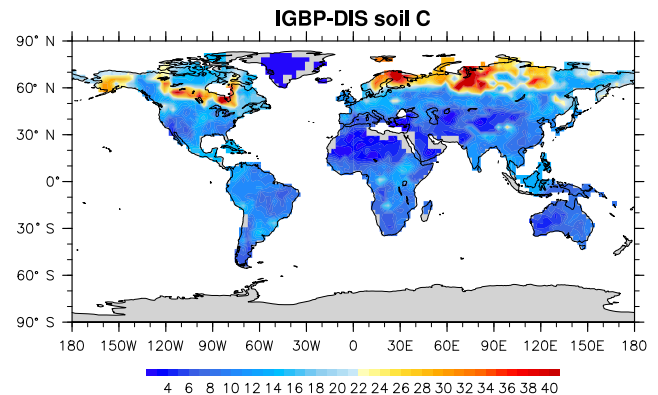 IGBP-DIS soil C
90° N
60° N
30° N
0°
30° S
60° S
90° S
180 150W 120W 90W 60W 30W 0 30E 60E 90E 120E 150E 180
4 6 8 10 12 14 16 18 20 22 24 26 28 30 32 34 36 38 40